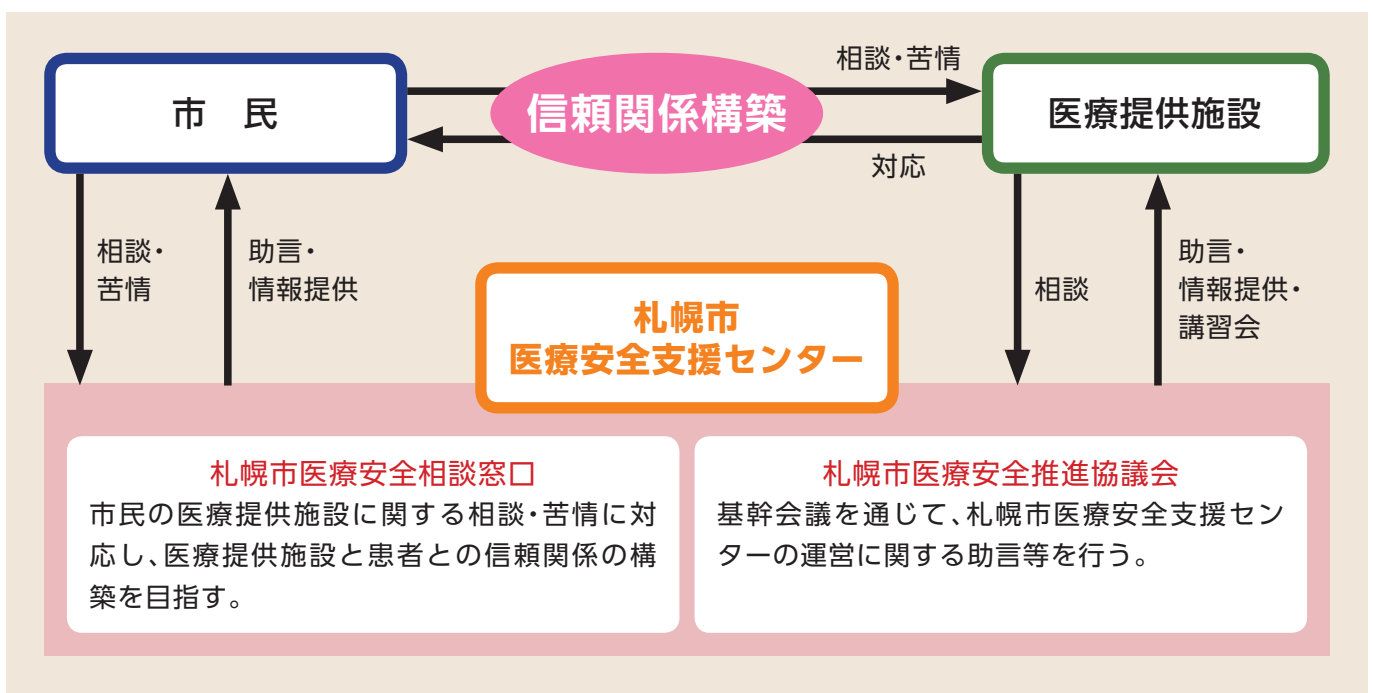 市　民
信頼関係構築
相談・苦情
対応
医療提供施設
相談・
苦情
助言・
情報提供
札幌市
医療安全支援センター
相談
助言・
情報提供・
講習会
札幌市医療安全相談窓口
市民の医療提供施設に関する相談・苦情に対
応し、医療提供施設と患者との信頼関係の構
築を目指す。
札幌市医療安全推進協議会
基幹会議を通じて、札幌市医療安全支援セン
ターの運営に関する助言等を行う。